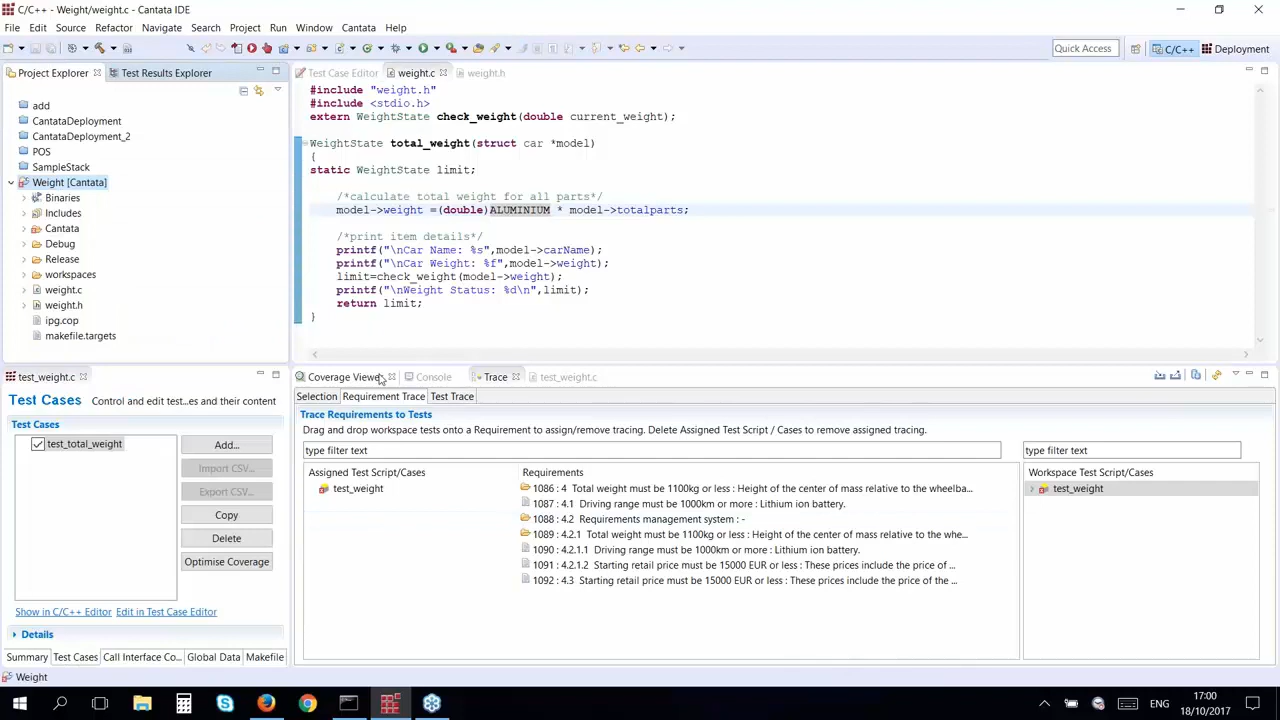 C/C++ - Weight/weight.c - Cantata IDE
File Edit Source Refactor Navigate Search Project Run Window Cantata Help
Quick Access
C/C++
Deployment
Project Explorer
Test Results Explorer
add
CantataDeployment
CantataDeployment_2
POS
SampleStack
Weight [Cantata]
Binaries
Includes
Cantata
Debug
Release
workspaces
weight.c
weight.h
ipg.cop
makefile.targets
Test Case Editor
weight.c
weight.h
#include "weight.h"
#include <stdio.h>
extern WeightState check_weight(double current_weight);
WeightState total_weight(struct car *model)
{
static WeightState limit;
/*calculate total weight for all parts*/
model->weight =(double)ALUMINIUM * model->totalparts;
/*print item details*/
printf("\nCar Name: %s",model->carName);
printf("\nCar Weight: %f",model->weight);
limit=check_weight(model->weight);
printf("\nWeight Status: %d\n",limit);
return limit;
}
test_weight.c
Test Cases Control and edit test...es and their content
Test Cases
test_total_weight
Add...
Import CSV...
Export CSV...
Copy
Delete
Optimise Coverage
Show in C/C++ Editor
Edit in Test Case Editor
Details
Summary
Test Cases
Call Interface Co...
Global Data
Makefile
Coverage Viewer
Console
Trace
test_weight.c
Selection
Requirement Trace
Test Trace
Trace Requirements to Tests
Drag and drop workspace tests onto a Requirement to assign/remove tracing. Delete Assigned Test Script / Cases to remove assigned tracing.
type filter text
type filter text
Assigned Test Script/Cases
test_weight
Requirements
1086 : 4 Total weight must be 1100kg or less : Height of the center of mass relative to the wheelba...
1087 : 4.1 Driving range must be 1000km or more : Lithium ion battery.
1088 : 4.2 Requirements management system : -
1089 : 4.2.1 Total weight must be 1100kg or less : Height of the center of mass relative to the whe...
1090 : 4.2.1.1 Driving range must be 1000km or more : Lithium ion battery.
1091 : 4.2.1.2 Starting retail price must be 15000 EUR or less : These prices include the price of ...
1092 : 4.3 Starting retail price must be 15000 EUR or less : These prices include the price of the ...
Workspace Test Script/Cases
test_weight
Weight
ENG
17:00
18/10/2017